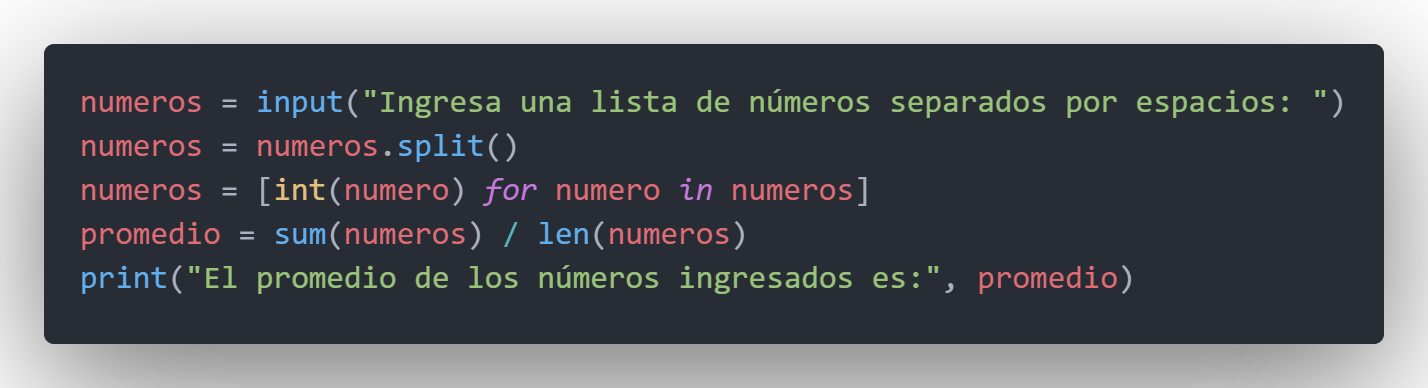 numeros = input("Ingresa una lista de números separados por espacios: ")
numeros = numeros.split()
numeros = [int(numero) for numero in numeros]
promedio = sum(numeros) / len(numeros)
print("El promedio de los números ingresados es:", promedio)